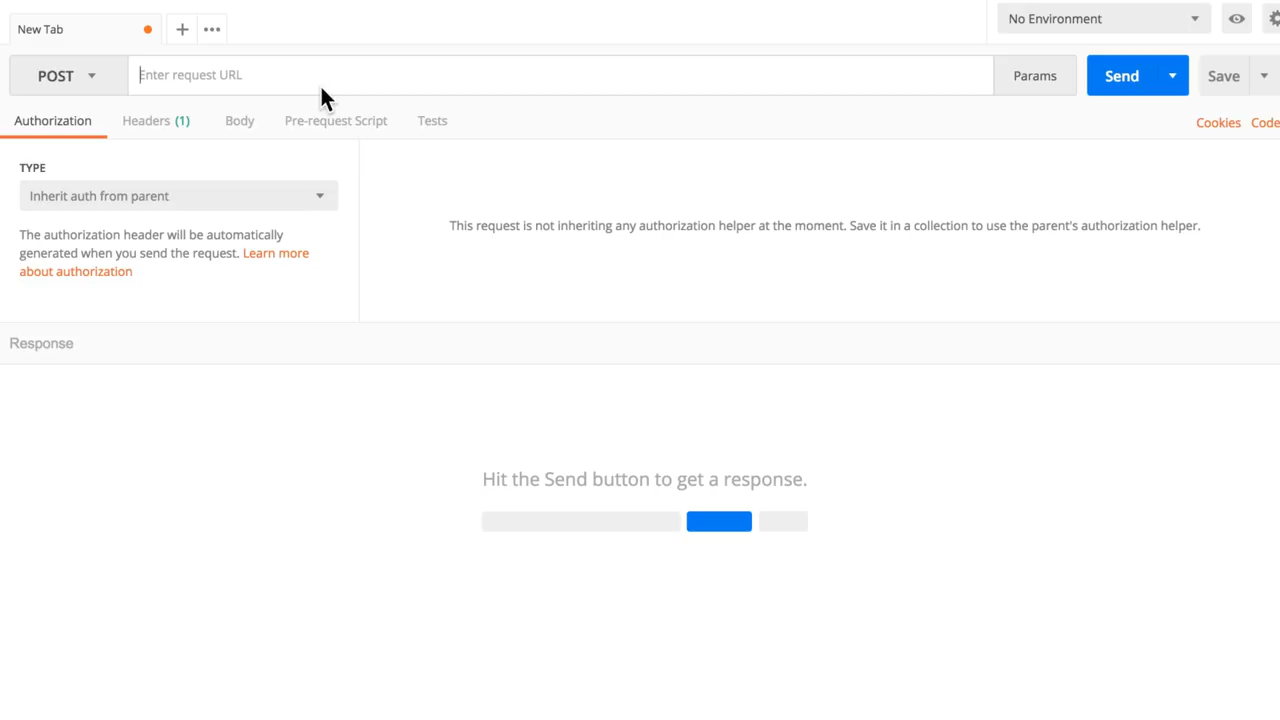 New Tab
No Environment
POST
Enter request URL
Params
Send
Save
Authorization
Headers (1)
Body
Pre-request Script
Tests
Cookies
Code
TYPE
Inherit auth from parent
The authorization header will be automatically
generated when you send the request. Learn more
about authorization
This request is not inheriting any authorization helper at the moment. Save it in a collection to use the parent's authorization helper.
Response
Hit the Send button to get a response.